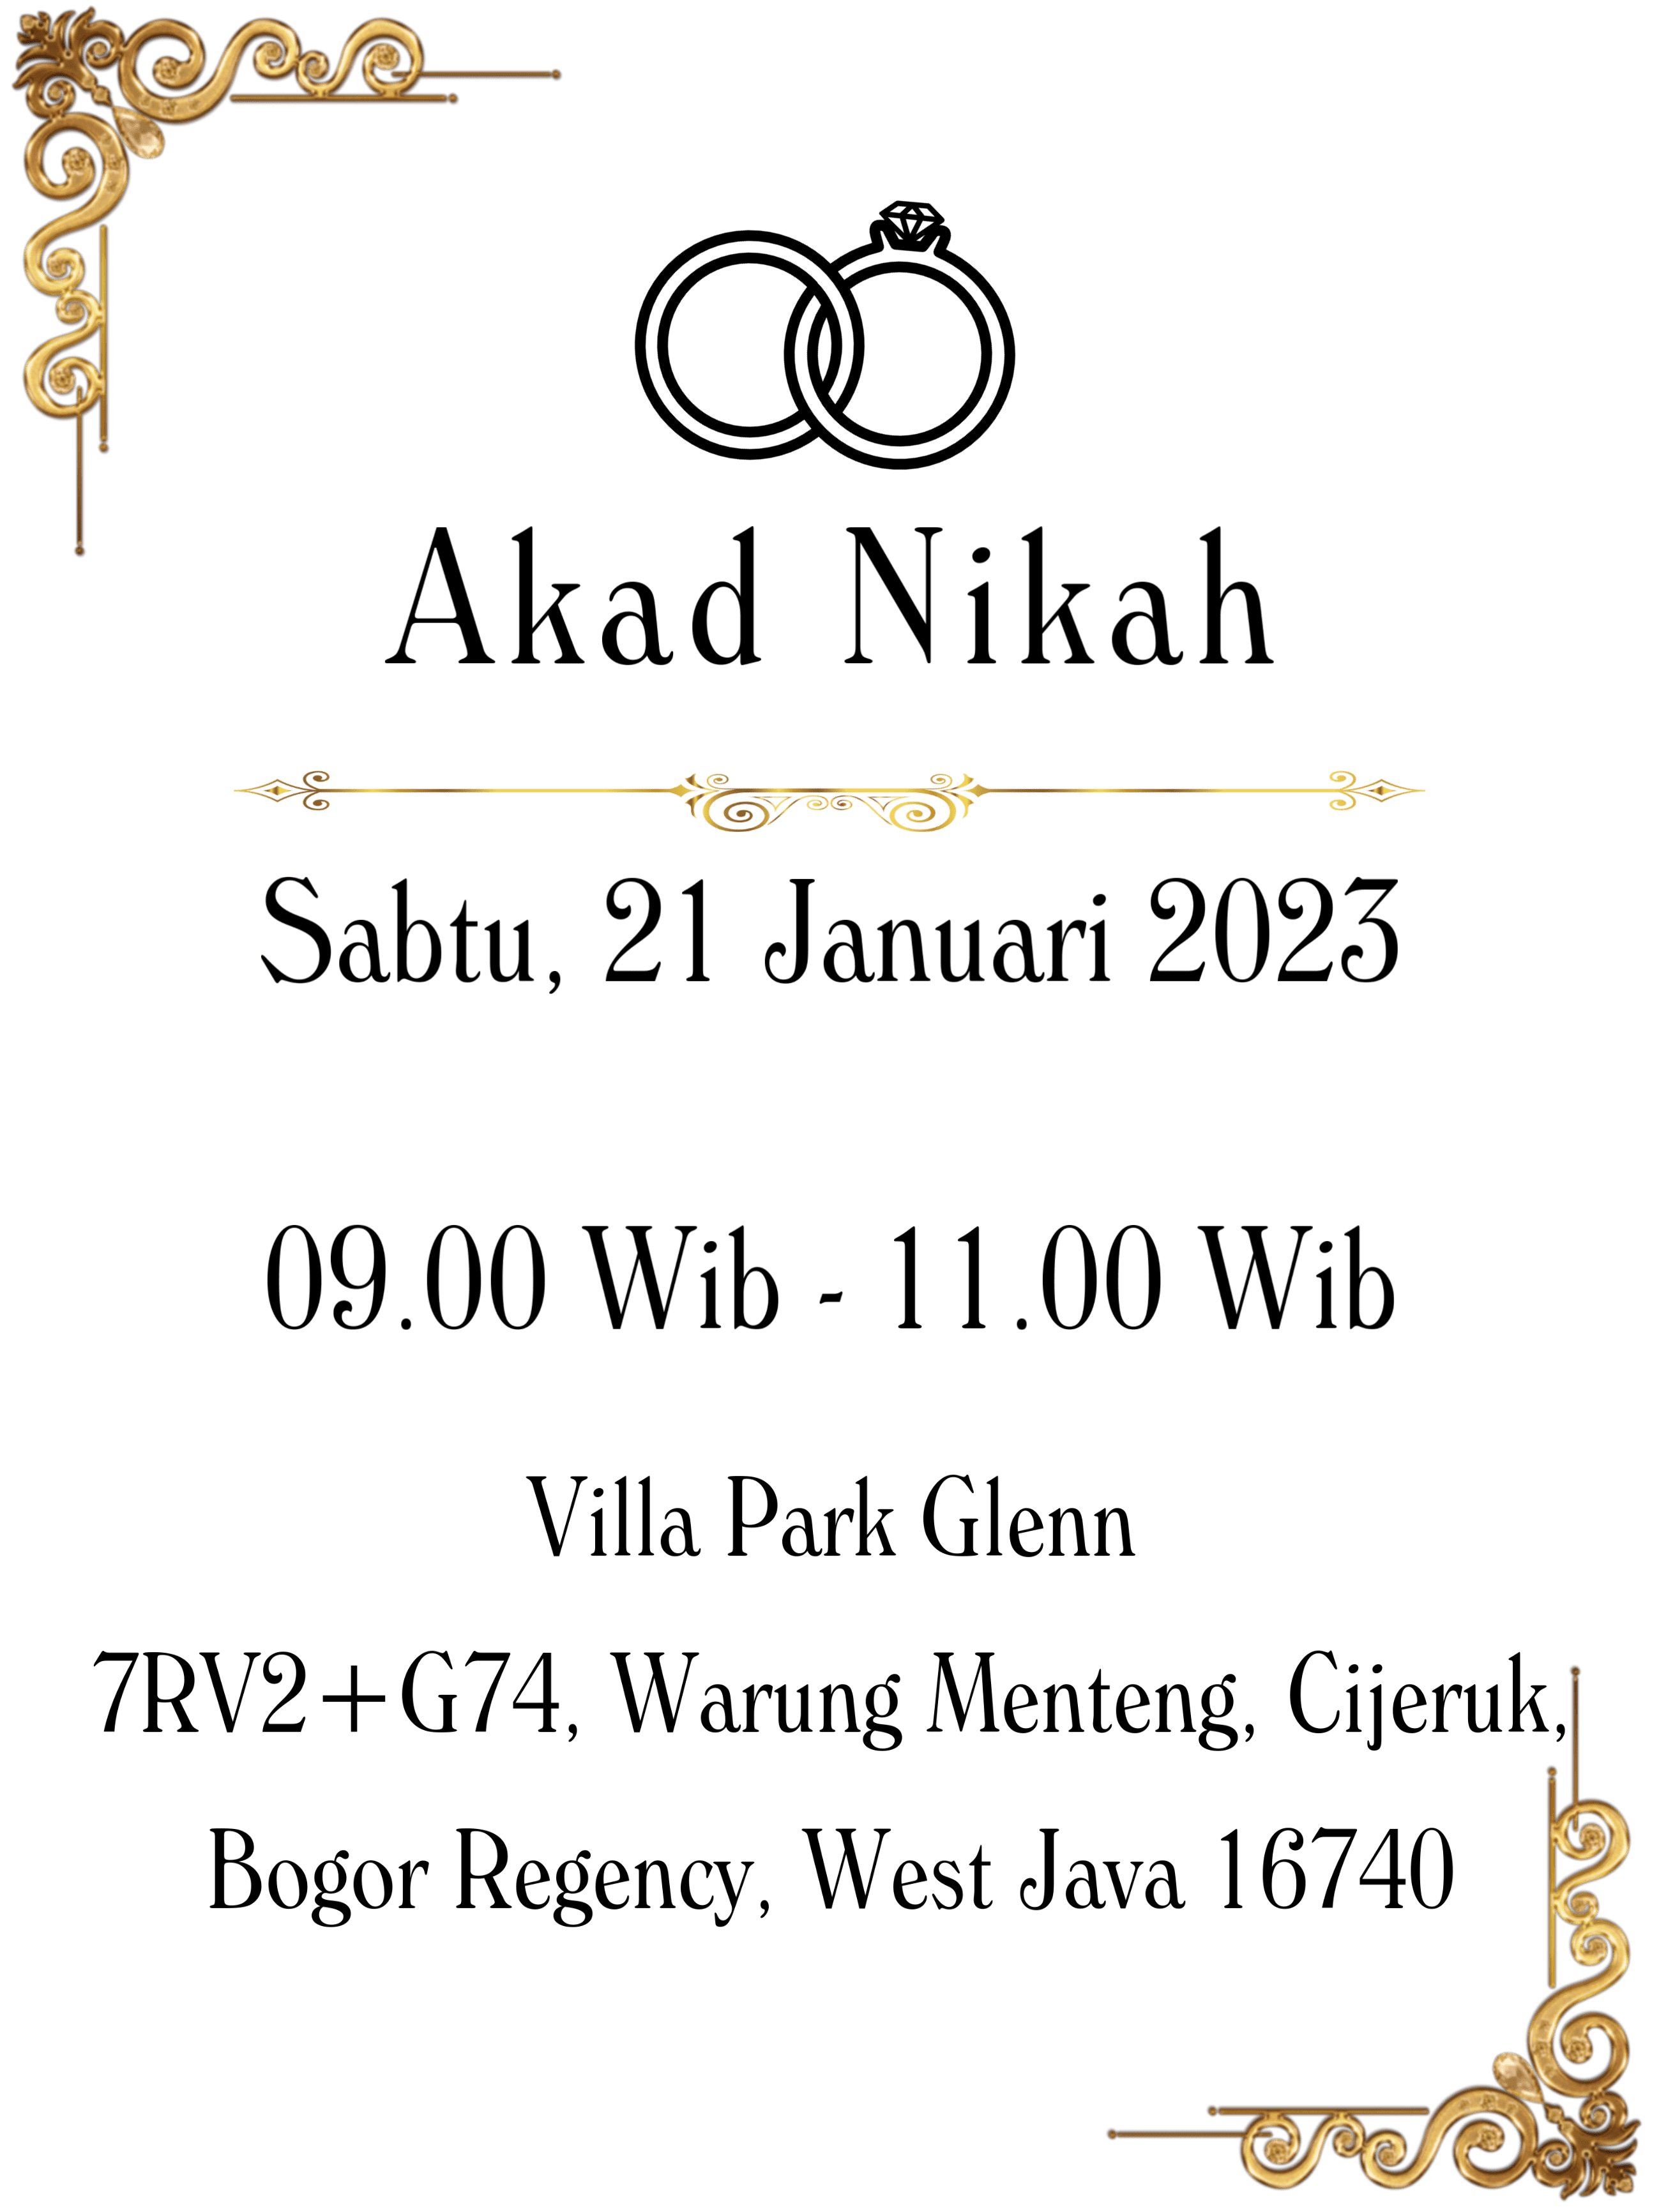 Akad Nikah
Sabtu, 21 Januari 2023
09.00 Wib - 11.00 Wib
Villa Park Glenn
7RV2+G74, Warung Menteng, Cijeruk,
Bogor Regency, West Java 16740